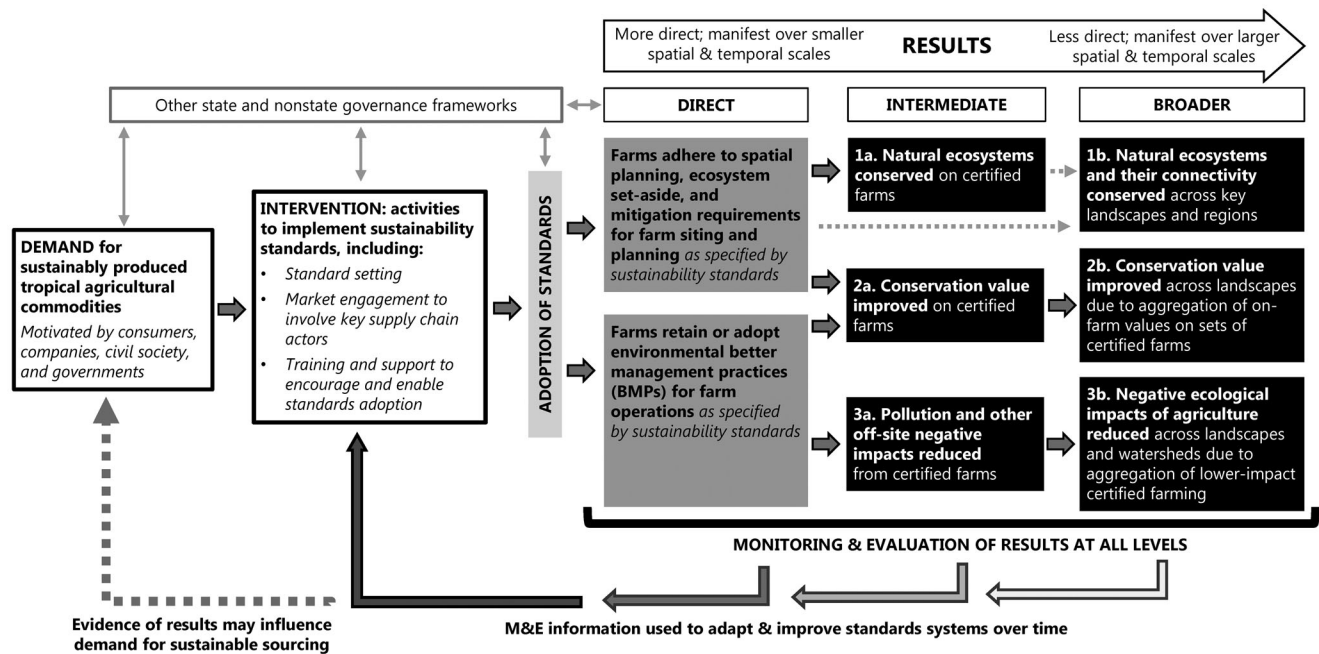 More direct; manifest over smaller
spatial & temporal scales
RESULTS
Less direct; manifest over larger
spatial & temporal scales
Other state and nonstate governance frameworks
DIRECT
INTERMEDIATE
BROADER
DEMAND for
sustainably produced
tropical agricultural
commodities
Motivated by consumers,
companies, civil society,
and governments
INTERVENTION: activities
to implement sustainability
standards, including:
• Standard setting
• Market engagement to
involve key supply chain
actors
• Training and support to
encourage and enable
standards adoption
ADOPTION OF STANDARDS
Farms adhere to spatial
planning, ecosystem
set-aside, and
mitigation requirements
for farm siting and
planning as specified by
sustainability standards
Farms retain or adopt
environmental better
management practices
(BMPs) for farm
operations as specified
by sustainability standards
1a. Natural ecosystems
conserved on certified
farms
2a. Conservation value
improved on certified
farms
3a. Pollution and other
off-site negative
impacts reduced
from certified farms
1b. Natural ecosystems
and their connectivity
conserved across key
landscapes and regions
2b. Conservation value
improved across landscapes
due to aggregation of on-
farm values on sets of
certified farms
3b. Negative ecological
impacts of agriculture
reduced across landscapes
and watersheds due to
aggregation of lower-impact
certified farming
MONITORING & EVALUATION OF RESULTS AT ALL LEVELS
M&E information used to adapt & improve standards systems over time
Evidence of results may influence
demand for sustainable sourcing